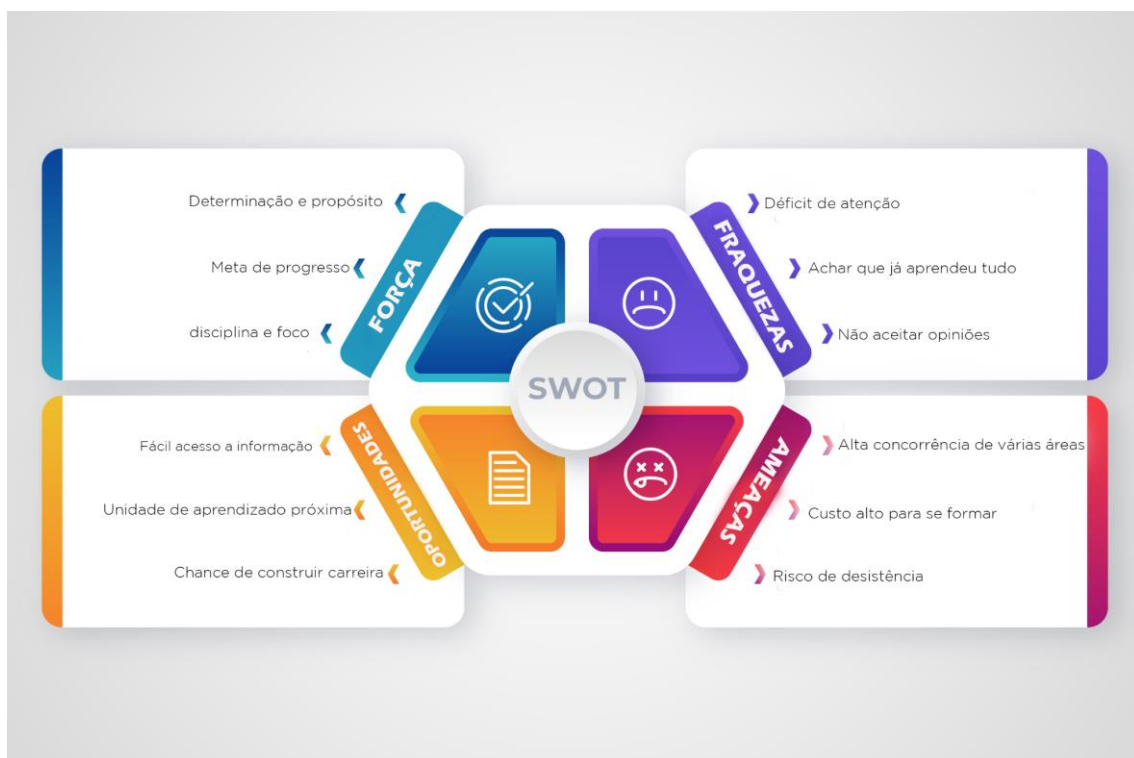 Determinação e propósito
Meta de progresso
disciplina e foco
FORÇA
Déficit de atenção
Achar que já aprendeu tudo
Não aceitar opiniões
FRAQUEZAS
SWOT
Fácil acesso a informação
Unidade de aprendizado próxima
Chance de construir carreira
OPORTUNIDADES
Alta concorrência de várias áreas
Custo alto para se formar
Risco de desistência
AMEAÇAS